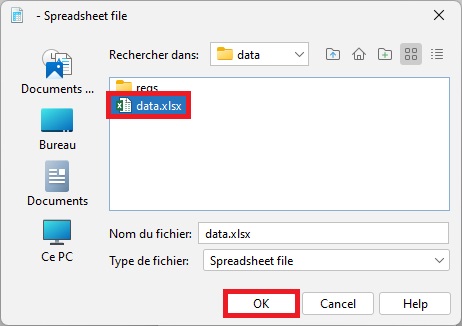 - Spreadsheet file
Rechercher dans: data
Documents ...
Bureau
Documents
Ce PC
regs
data.xlsx
Nom du fichier: data.xlsx
Type de fichier: Spreadsheet file
OK Cancel Help